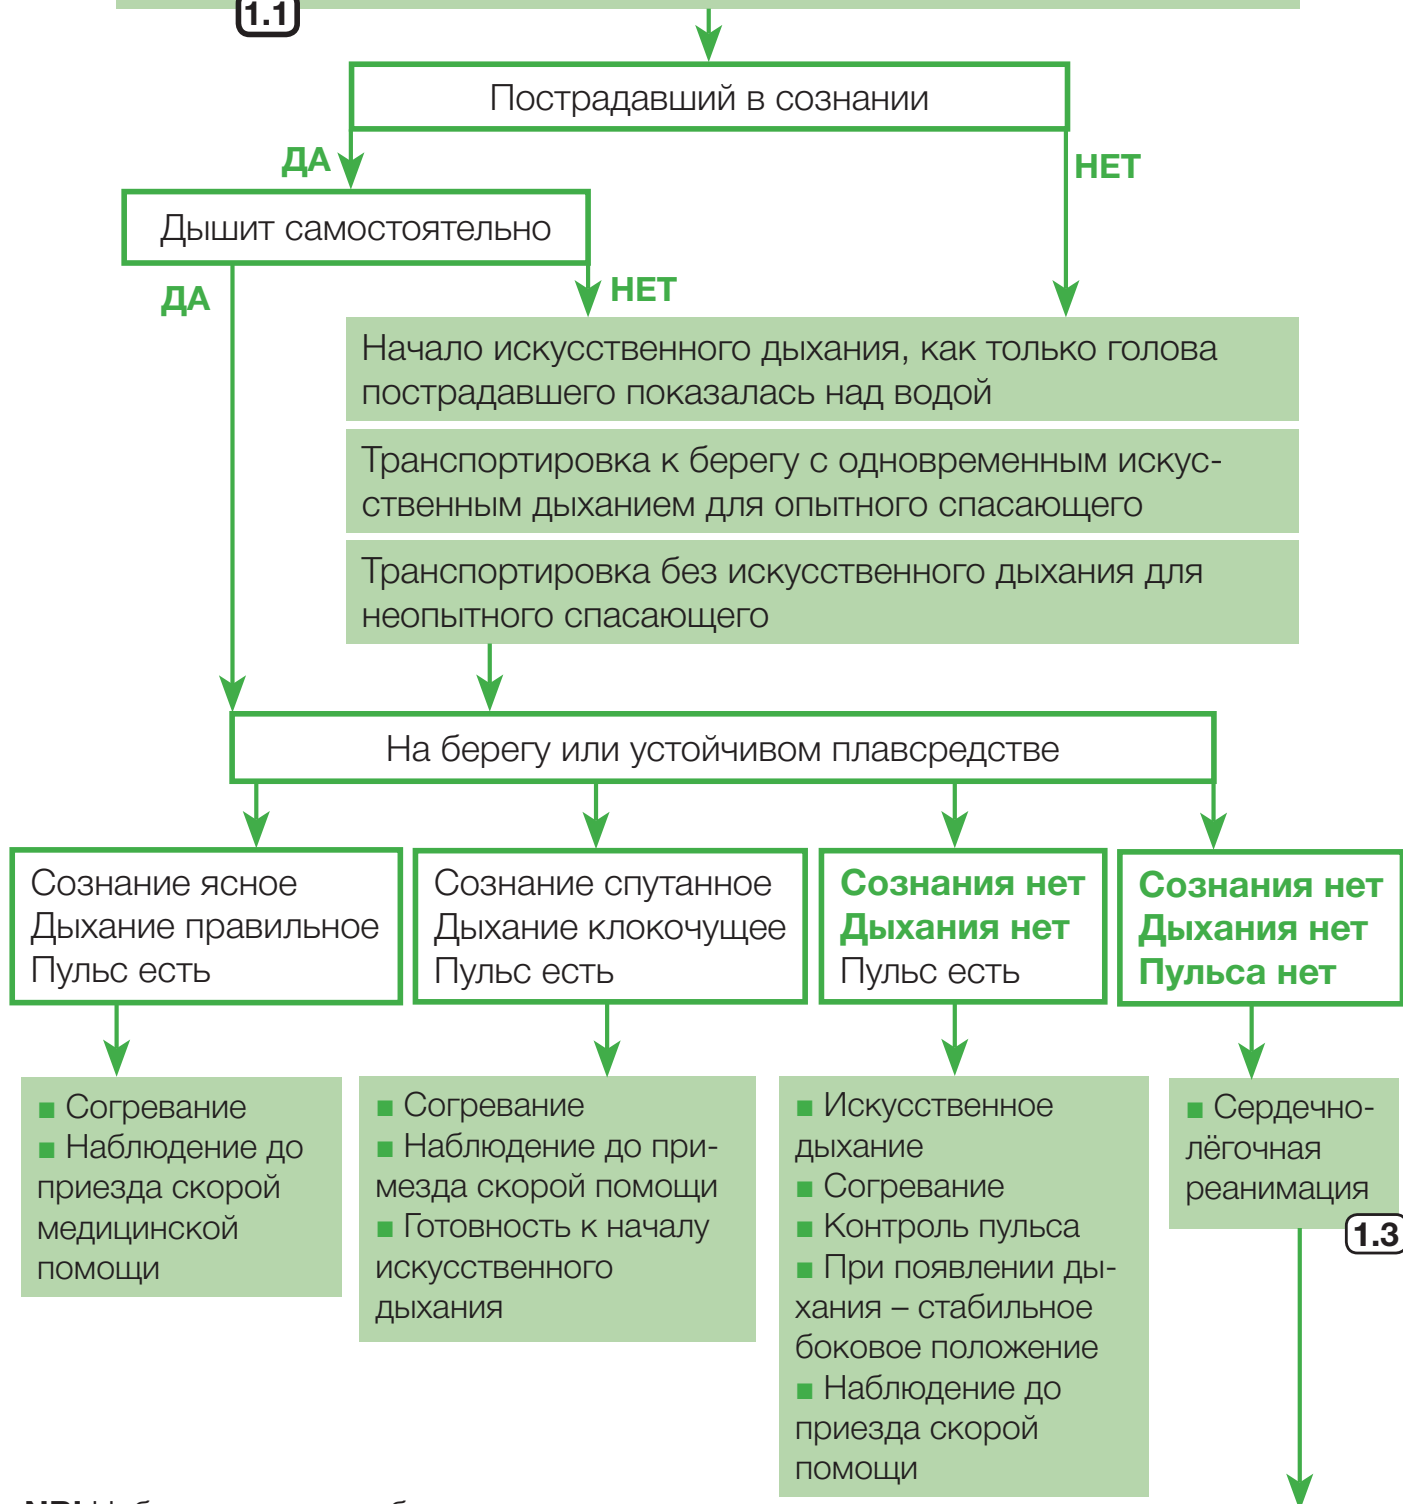 1.1
Пострадавший в сознании
ДА
НЕТ
Дышит самостоятельно
ДА
НЕТ
Начало искусственного дыхания, как только голова
пострадавшего показалась над водой
Транспортировка к берегу с одновременным искус-
ственным дыханием для опытного спасающего
Транспортировка без искусственного дыхания для
неопытного спасающего
На берегу или устойчивом плавсредстве
Сознание ясное
Дыхание правильное
Пульс есть
Сознание спутанное
Дыхание клокочущее
Пульс есть
Сознания нет
Дыхания нет
Пульс есть
Сознания нет
Дыхания нет
Пульса нет
■ Согревание
■ Наблюдение до
приезда скорой
медицинской
помощи
■ Согревание
■ Наблюдение до при-
мезда скорой помощи
■ Готовность к началу
искусственного
дыхания
■ Искусственное
дыхание
■ Согревание
■ Контроль пульса
■ При появлении ды-
хания – стабильное
боковое положение
■ Наблюдение до
приезда скорой
помощи
■ Сердечно-
лёгочная
реанимация
1.3